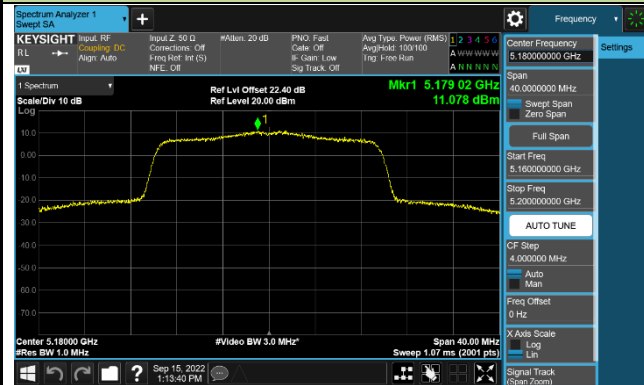 Spectrum Analyzer 1
Swept SA
+
Frequency
KEYSIGHT
RL
LXI
Input: RF
Coupling: DC
Align: Auto
Input Z: 50 Ω
Corrections: Off
Freq Ref: Int (S)
NFE: Off
#Atten: 20 dB
PNO: Fast
Gate: Off
IF Gain: Low
Sig Track: Off
Avg Type: Power (RMS)
Avg|Hold: 100/100
Trig: Free Run
1 2 3 4 5 6
A W W W W W
A N N N N N
1 Spectrum
Scale/Div 10 dB
Log
Ref Lvl Offset 22.40 dB
Ref Level 20.00 dBm
Mkr1 5.179 02 GHz
11.078 dBm
1
10.0
0.00
-10.0
-20.0
-30.0
-40.0
-50.0
-60.0
-70.0
Center 5.18000 GHz
#Res BW 1.0 MHz
#Video BW 3.0 MHz*
Span 40.00 MHz
Sweep 1.07 ms (2001 pts)
Sep 15, 2022
1:13:40 PM
?
Center Frequency
5.180000000 GHz
Settings
Span
40.0000000 MHz
Swept Span
Zero Span
Full Span
Start Freq
5.160000000 GHz
Stop Freq
5.200000000 GHz
AUTO TUNE
CF Step
4.000000 MHz
Auto
Man
Freq Offset
0 Hz
X Axis Scale
Log
Lin
Signal Track
(Span Zoom)